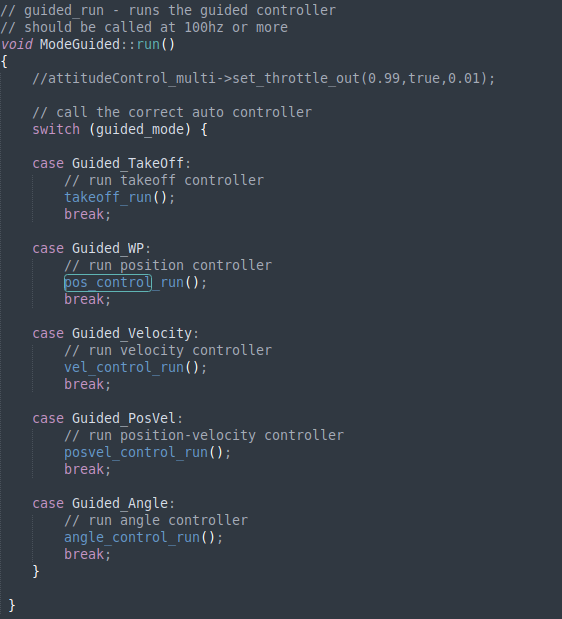 // guided_run - runs the guided controller
// should be called at 100hz or more
void ModeGuided::run()
{
    //attitudeControl_multi->set_throttle_out(0.99,true,0.01);
    // call the correct auto controller
    switch (guided_mode) {
    case Guided_TakeOff:
        // run takeoff controller
        takeoff_run();
        break;
    case Guided_WP:
        // run position controller
        pos_control_run();
        break;
    case Guided_Velocity:
        // run velocity controller
        vel_control_run();
        break;
    case Guided_PosVel:
        // run position-velocity controller
        posvel_control_run();
        break;
    case Guided_Angle:
        // run angle controller
        angle_control_run();
        break;
    }
 }